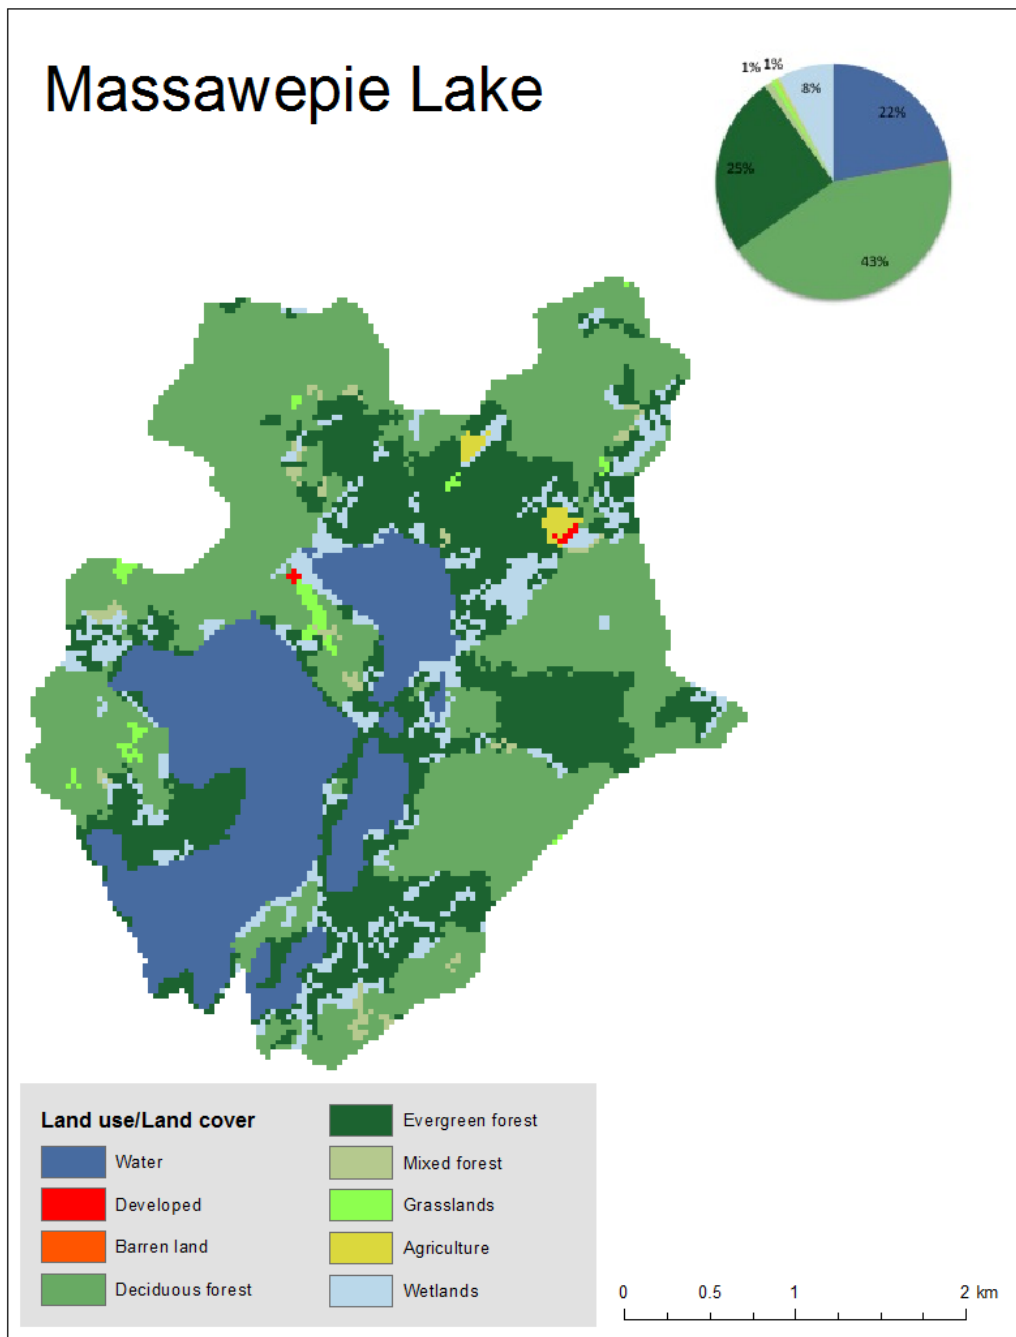 Massawepie Lake
1% 1%
8%
22%
25%
43%
Land use/Land cover
Water
Developed
Barren land
Deciduous forest
Evergreen forest
Mixed forest
Grasslands
Agriculture
Wetlands
0 0.5 1 2 km